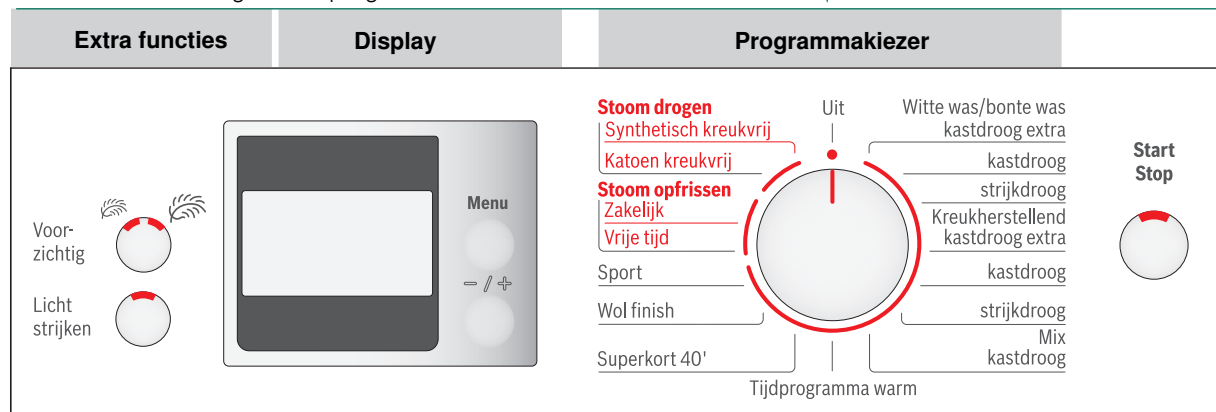 Extra functies
Display
Programmakiezer
Voor-
zichtig
Licht
strijken
Menu
– / +
Stoom drogen
Synthetisch kreukvrij
Katoen kreukvrij
Stoom opfrissen
Zakelijk
Vrije tijd
Sport
Wol finish
Superkort 40'
Uit
Tijdprogramma warm
Witte was/bonte was
kastdroog extra
kastdroog
strijkdroog
Kreukherstellend
kastdroog extra
kastdroog
strijkdroog
Mix
kastdroog
Start
Stop